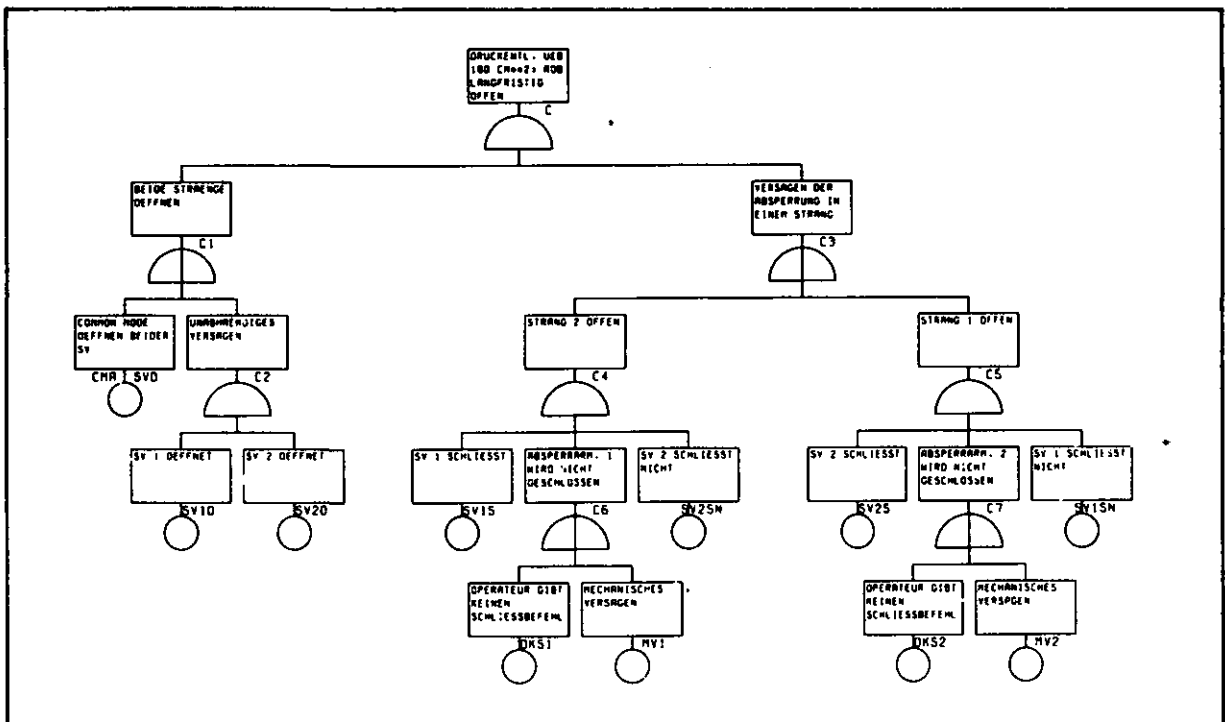 DRUCKENTL. UEB
180 CM**2: ADB
LANGFRISTIG
OFFEN
C
BEIDE STRAENGE
OEFFNEN
C1
VERSAGEN DER
ABSPERRUNG IN
EINER STRANG
C3
COMMON MODE
OEFFNEN BEIDER
SV
CMA SVO
UNABHAENGIGES
VERSAGEN
C2
STRANG 2 OFFEN
C4
STRANG 1 OFFEN
C5
SV 1 OEFFNET
SV1O
SV 2 OEFFNET
SV2O
SV 1 SCHLIESST
SV1S
ABSPERRARM. 1
WIRD NICHT
GESCHLOSSEN
C6
SV 2 SCHLIESST
NICHT
SV2SN
SV 2 SCHLIESST
SV2S
ABSPERRARM. 2
WIRD NICHT
GESCHLOSSEN
C7
SV 1 SCHLIESST
NICHT
SV1SN
OPERATEUR GIBT
KEINEN
SCHLIESSBEFEHL
OKS1
MECHANISCHES
VERSAGEN
MV1
OPERATEUR GIBT
KEINEN
SCHLIESSBEFEHL
OKS2
MECHANISCHES
VERSAGEN
MV2